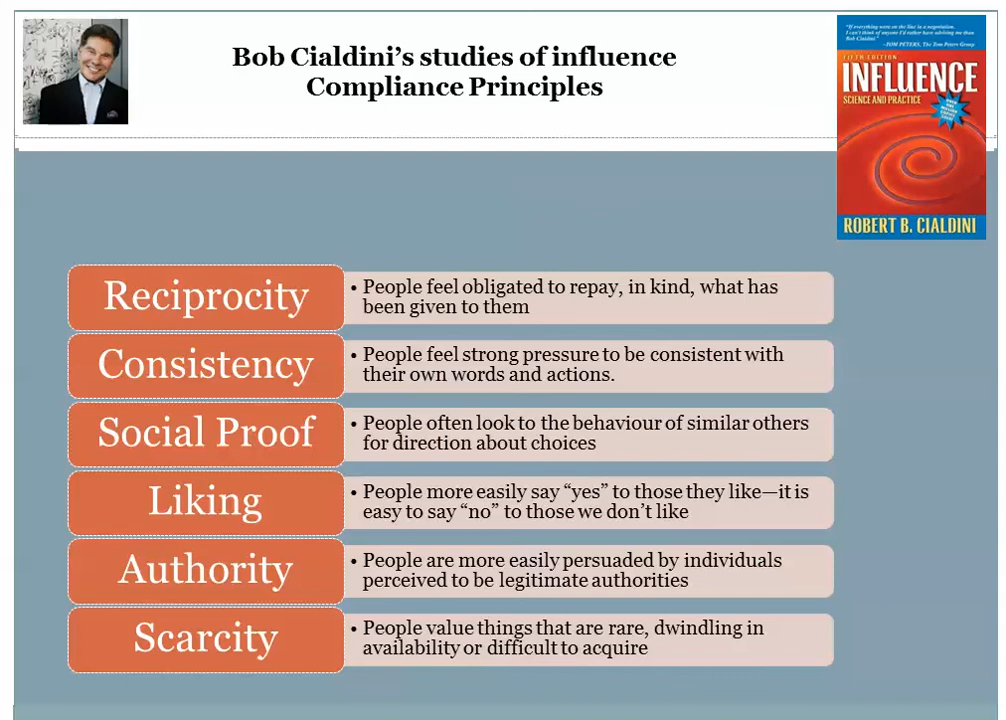 Bob Cialdini's studies of influence
Compliance Principles
"If everything were on the line in a negotiation,
I can't think of anyone I'd rather have advising me than
Bob Cialdini."
—TOM PETERS, The Tom Peters Group
FIFTH EDITION
INFLUENCE
SCIENCE AND PRACTICE
ROBERT B. CIALDINI
Reciprocity
• People feel obligated to repay, in kind, what has
been given to them
Consistency
• People feel strong pressure to be consistent with
their own words and actions.
Social Proof
• People often look to the behaviour of similar others
for direction about choices
Liking
• People more easily say “yes” to those they like—it is
easy to say “no” to those we don’t like
Authority
• People are more easily persuaded by individuals
perceived to be legitimate authorities
Scarcity
• People value things that are rare, dwindling in
availability or difficult to acquire